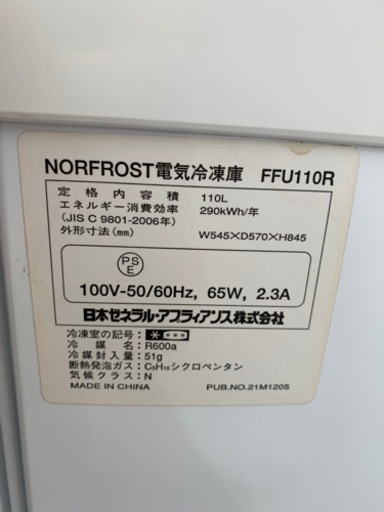 NORFROST電気冷凍庫 FFU110R
定格内容積 110L
エネルギー消費効率 290kWh/年
(JIS C 9801-2006年)
外形寸法(mm) W545×D570×H845
PS
E
100V-50/60Hz, 65W, 2.3A
日本ゼネラル・アプライアンス株式会社
冷凍室の記号: ****
冷媒名: R600a
冷媒封入量: 51g
断熱発泡ガス: C5H10シクロペンタン
気候クラス: N
MADE IN CHINA PUB.NO.21M1205